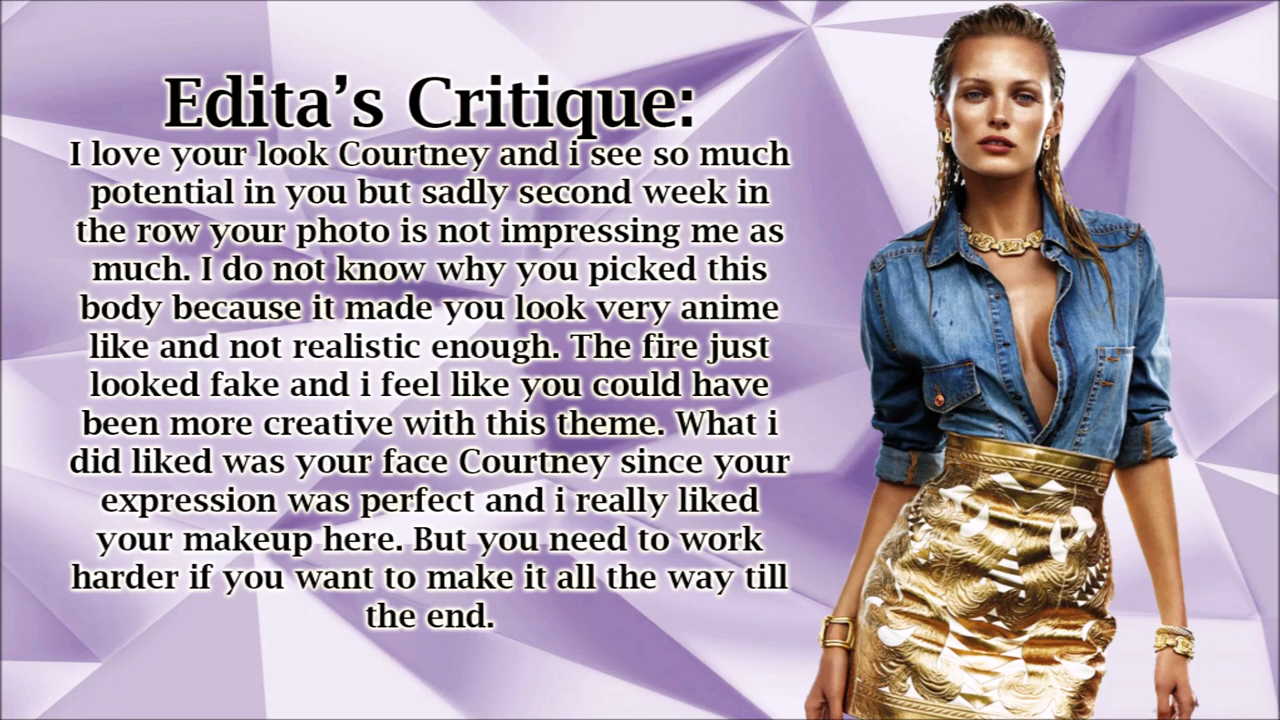 Edita’s Critique:
I love your look Courtney and i see so much
potential in you but sadly second week in
the row your photo is not impressing me as
much. I do not know why you picked this
body because it made you look very anime
like and not realistic enough. The fire just
looked fake and i feel like you could have
been more creative with this theme. What i
did liked was your face Courtney since your
expression was perfect and i really liked
your makeup here. But you need to work
harder if you want to make it all the way till
the end.